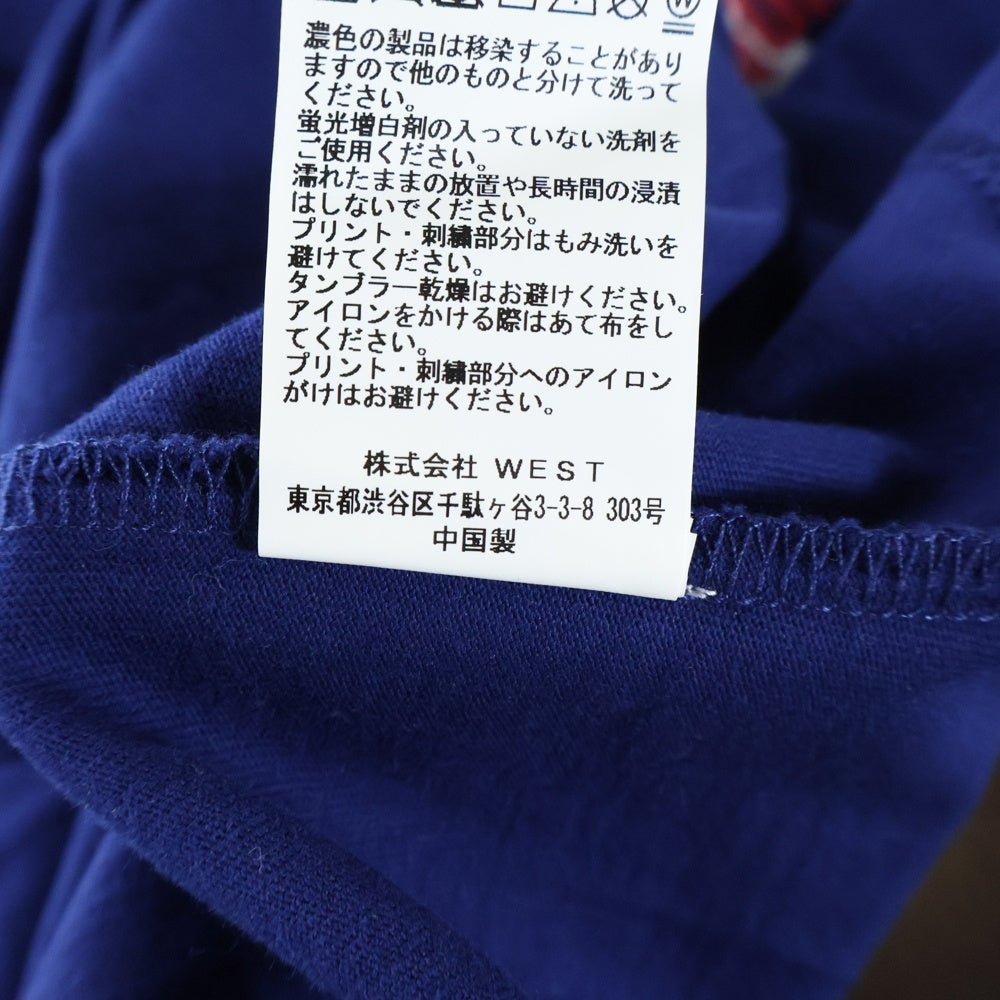 W
濃色の製品は移染することがあり
ますので他のものと分けて洗って
ください。
蛍光増白剤の入っていない洗剤を
ご使用ください。
濡れたままの放置や長時間の浸漬
はしないでください。
プリント・刺繍部分はもみ洗いを
避けてください。
タンブラー乾燥はお避けください。
アイロンをかける際はあて布をし
てください。
プリント・刺繍部分へのアイロン
がけはお避けください。
株式会社 WEST
東京都渋谷区千駄ヶ谷3-3-8 303号
中国製